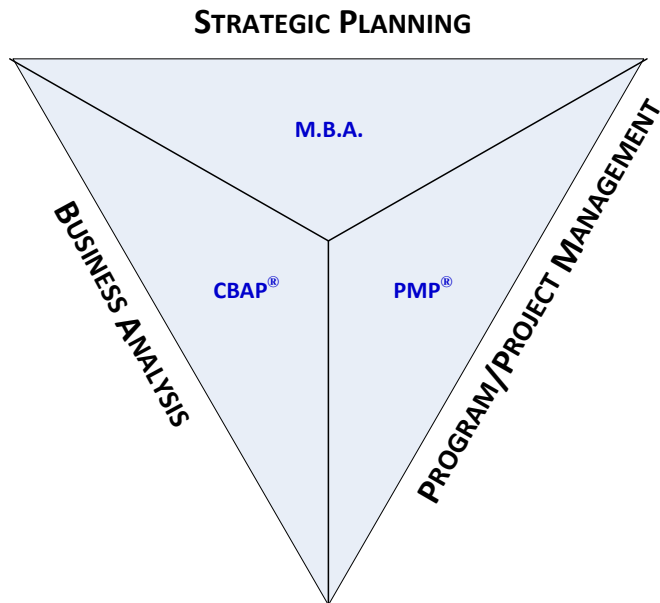 STRATEGIC PLANNING
M.B.A.
BUSINESS ANALYSIS
CBAP®
PMP®
PROGRAM/PROJECT MANAGEMENT